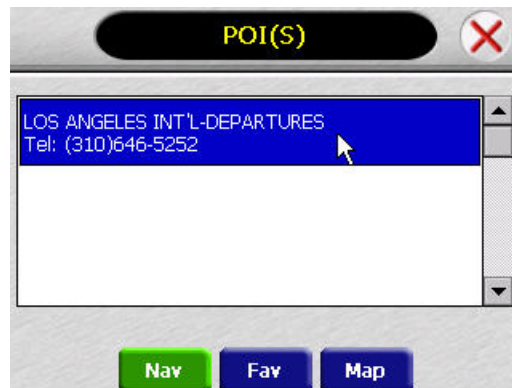 POI(S)
LOS ANGELES INT'L-DEPARTURES
Tel: (310)646-5252
Nav Fav Map